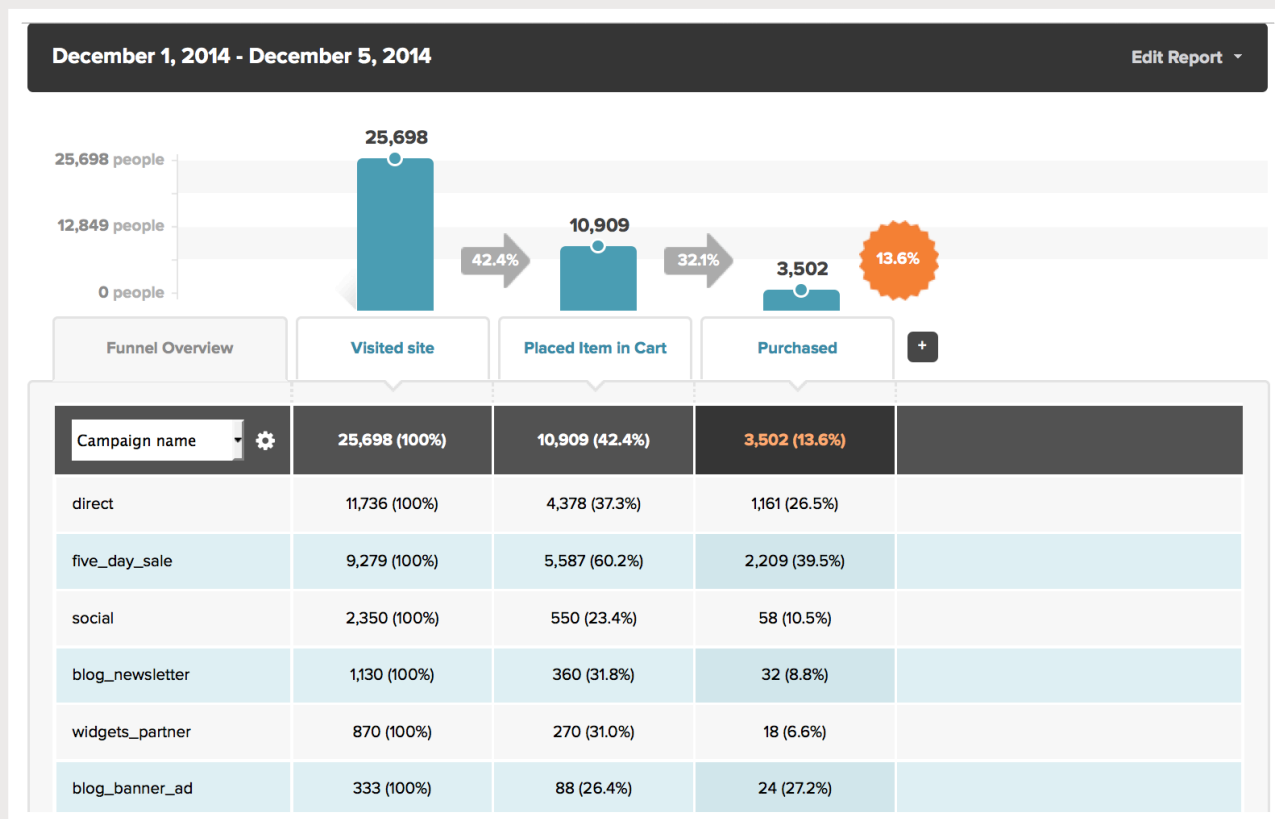 December 1, 2014 - December 5, 2014 Edit Report
25,698
25,698 people
10,909
12,849 people
42.4% 32.1% 13.6%
3,502
0 people
Funnel Overview Visited site Placed Item in Cart Purchased +
Campaign name 25,698 (100%) 10,909 (42.4%) 3,502 (13.6%)
direct 11,736 (100%) 4,378 (37.3%) 1,161 (26.5%)
five_day_sale 9,279 (100%) 5,587 (60.2%) 2,209 (39.5%)
social 2,350 (100%) 550 (23.4%) 58 (10.5%)
blog_newsletter 1,130 (100%) 360 (31.8%) 32 (8.8%)
widgets_partner 870 (100%) 270 (31.0%) 18 (6.6%)
blog_banner_ad 333 (100%) 88 (26.4%) 24 (27.2%)